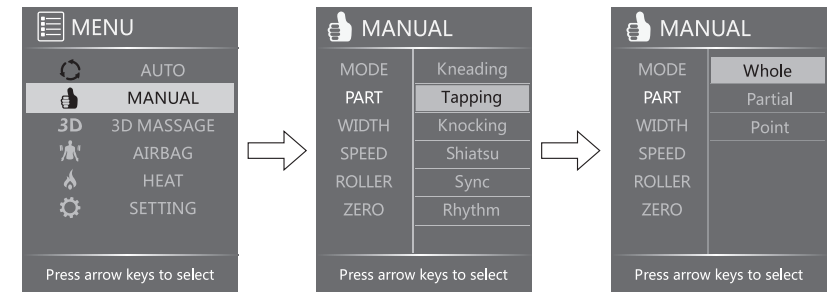 MENU
AUTO
MANUAL
3D 3D MASSAGE
AIRBAG
HEAT
SETTING
Press arrow keys to select
MANUAL
MODE Kneading
PART Tapping
WIDTH Knocking
SPEED Shiatsu
ROLLER Sync
ZERO Rhythm
Press arrow keys to select
MANUAL
MODE Whole
PART Partial
WIDTH Point
SPEED
ROLLER
ZERO
Press arrow keys to select